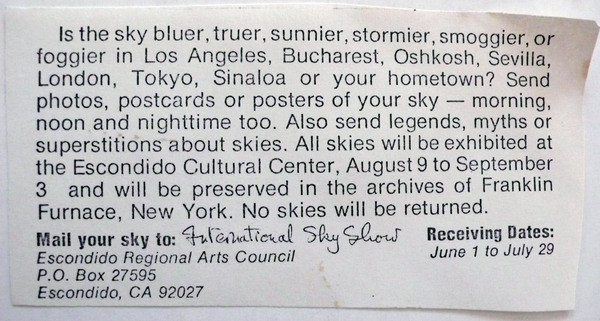 Is the sky bluer, truer, sunnier, stormier, smoggier, or
foggier in Los Angeles, Bucharest, Oshkosh, Sevilla,
London, Tokyo, Sinaloa or your hometown? Send
photos, postcards or posters of your sky — morning,
noon and nighttime too. Also send legends, myths or
superstitions about skies. All skies will be exhibited at
the Escondido Cultural Center, August 9 to September
3 and will be preserved in the archives of Franklin
Furnace, New York. No skies will be returned.
Mail your sky to: International Sky Show
Escondido Regional Arts Council
P.O. Box 27595
Escondido, CA 92027
Receiving Dates:
June 1 to July 29